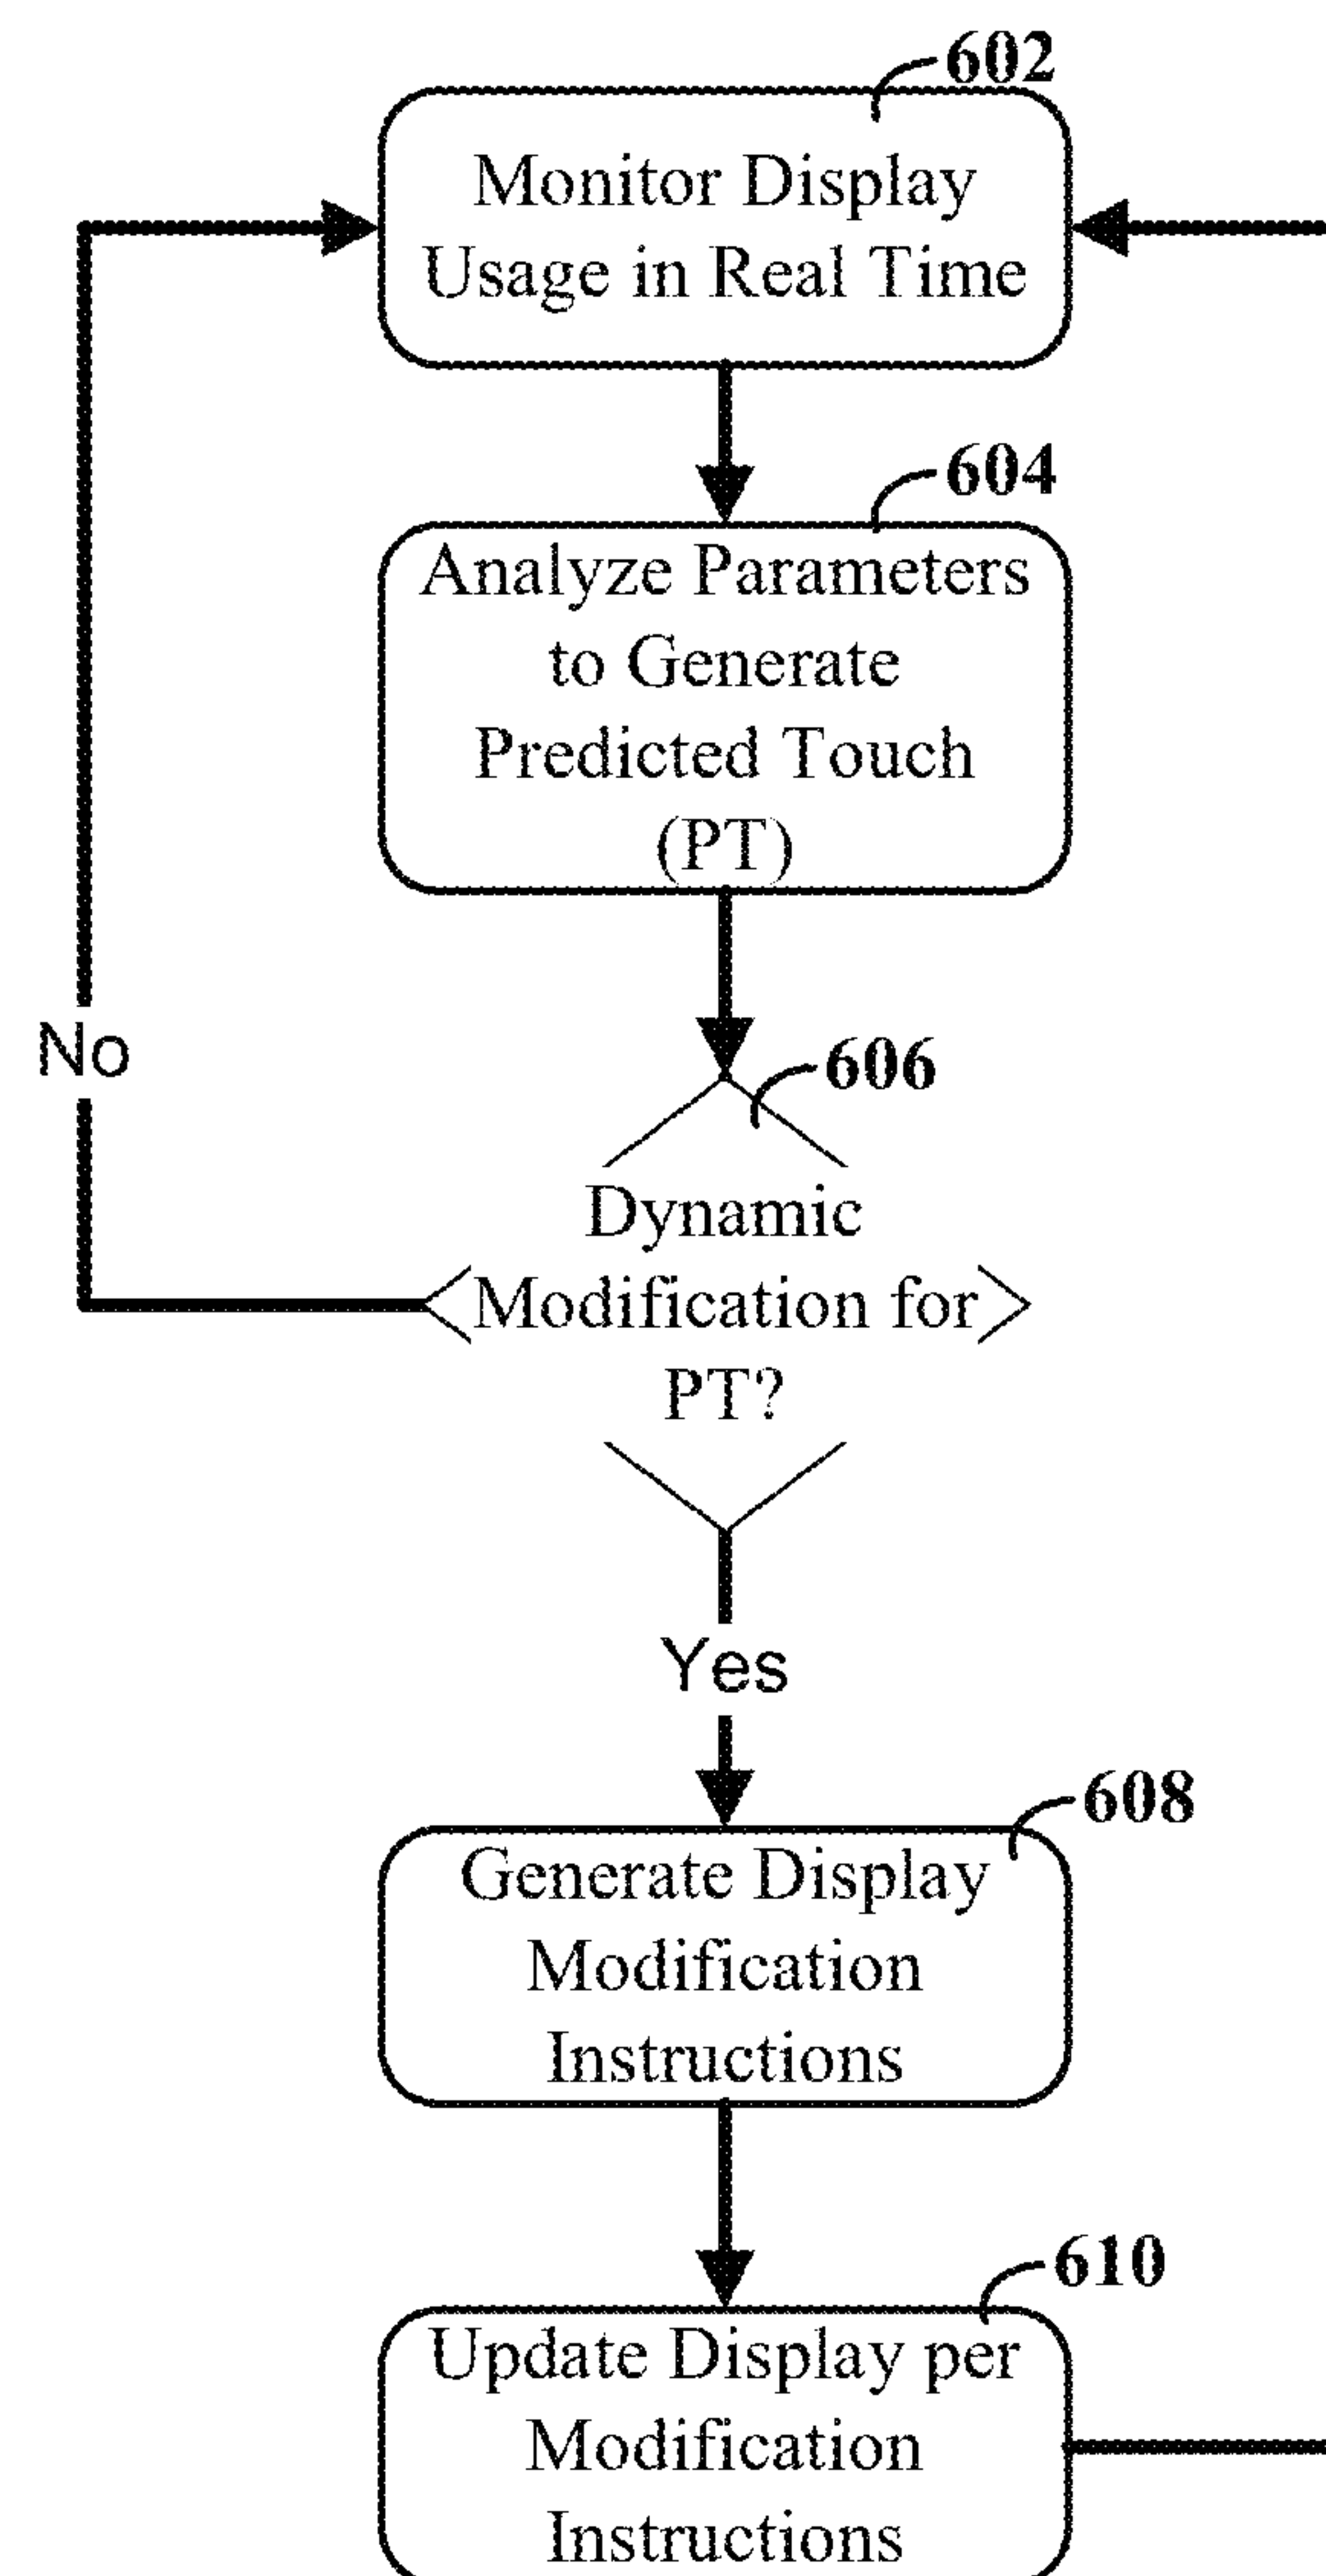 602
Monitor Display
Usage in Real Time
604
Analyze Parameters
to Generate
Predicted Touch
(PT)
No
606
Dynamic
Modification for
PT?
Yes
608
Generate Display
Modification
Instructions
610
Update Display per
Modification
Instructions